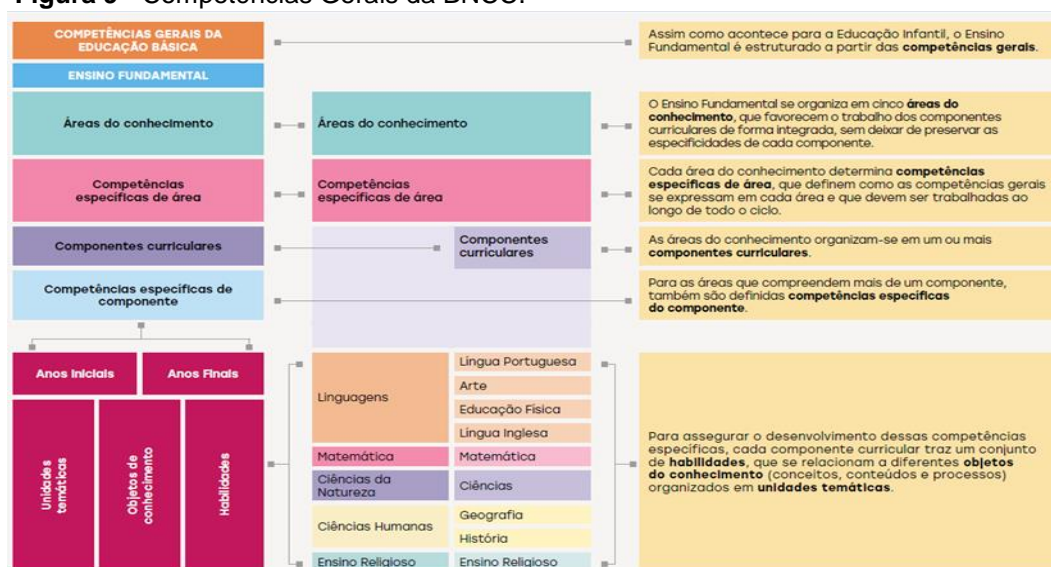 Figura 3 - Competências Gerais da BNCC.
COMPETÊNCIAS GERAIS DA
EDUCAÇÃO BÁSICA
Assim como acontece para a Educação Infantil, o Ensino
Fundamental é estruturado a partir das competências gerais.
ENSINO FUNDAMENTAL
Áreas do conhecimento
Áreas do conhecimento
O Ensino Fundamental se organiza em cinco áreas do
conhecimento, que favorecem o trabalho dos componentes
curriculares de forma integrada, sem deixar de preservar as
especificidades de cada componente.
Competências
específicas de área
Competências
específicas de área
Cada área do conhecimento determina competências
específicas de área, que definem como as competências gerais
se expressam em cada área e que devem ser trabalhadas ao
longo de todo o ciclo.
Componentes curriculares
Componentes
curriculares
As áreas do conhecimento organizam-se em um ou mais
componentes curriculares.
Competências específicas de
componente
Para as áreas que compreendem mais de um componente,
também são definidas competências específicas
do componente.
Anos Iniciais
Anos Finais
Unidades
temáticas
Objetos de
conhecimento
Habilidades
Linguagens
Língua Portuguesa
Arte
Educação Física
Língua Inglesa
Matemática
Matemática
Ciências da
Natureza
Ciências
Ciências Humanas
Geografia
História
Ensino Religioso
Ensino Religioso
Para assegurar o desenvolvimento dessas competências
específicas, cada componente curricular traz um conjunto
de habilidades, que se relacionam a diferentes objetos
do conhecimento (conceitos, conteúdos e processos)
organizados em unidades temáticas.